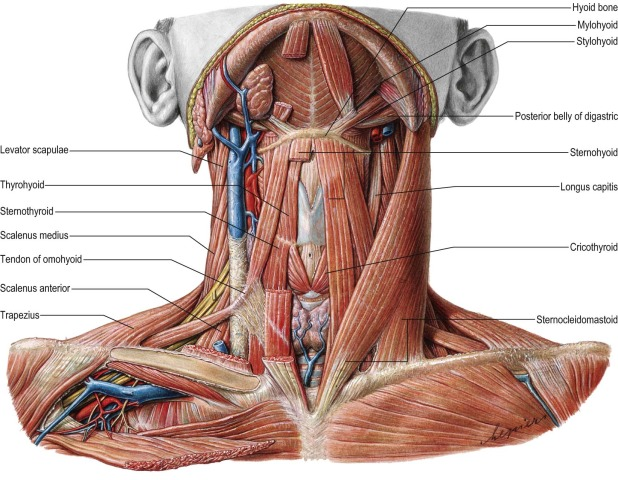 Hyoid bone
Mylohyoid
Stylohyoid
Posterior belly of digastric
Levator scapulae
Sternohyoid
Thyrohyoid
Longus capitis
Sternothyroid
Scalenus medius
Cricothyroid
Tendon of omohyoid
Scalenus anterior
Trapezius
Sternocleidomastoid